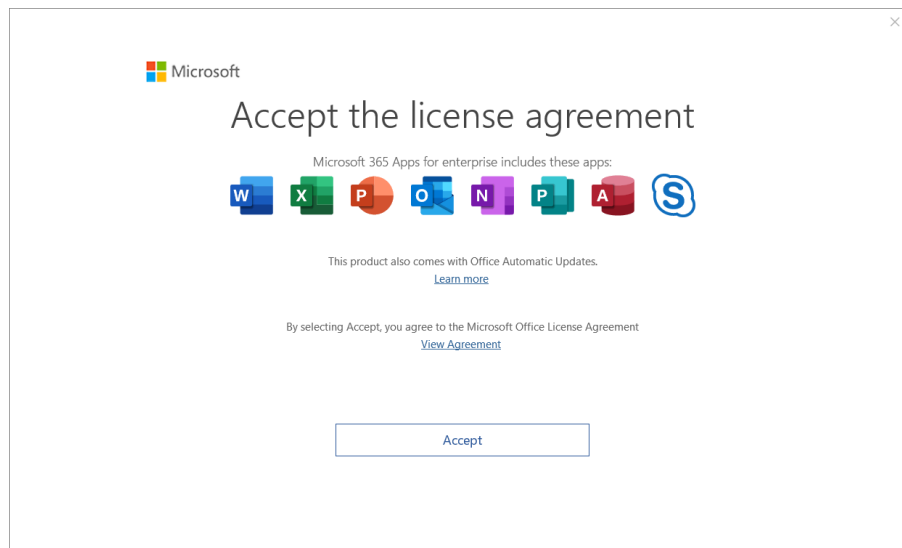 Microsoft
Accept the license agreement
Microsoft 365 Apps for enterprise includes these apps:
W X P O N P A S
This product also comes with Office Automatic Updates.
Learn more
By selecting Accept, you agree to the Microsoft Office License Agreement
View Agreement
Accept